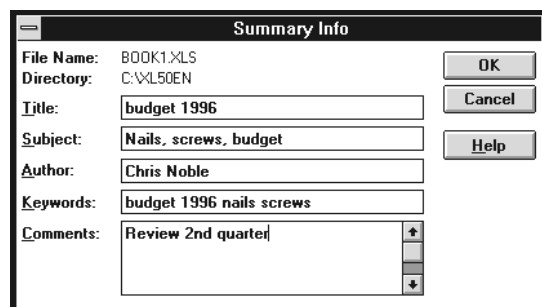 Summary Info
File Name: BOOK1.XLS
Directory: C:\XL50EN
Title: budget 1996
Subject: Nails, screws, budget
Author: Chris Noble
Keywords: budget 1996 nails screws
Comments: Review 2nd quarter
OK
Cancel
Help